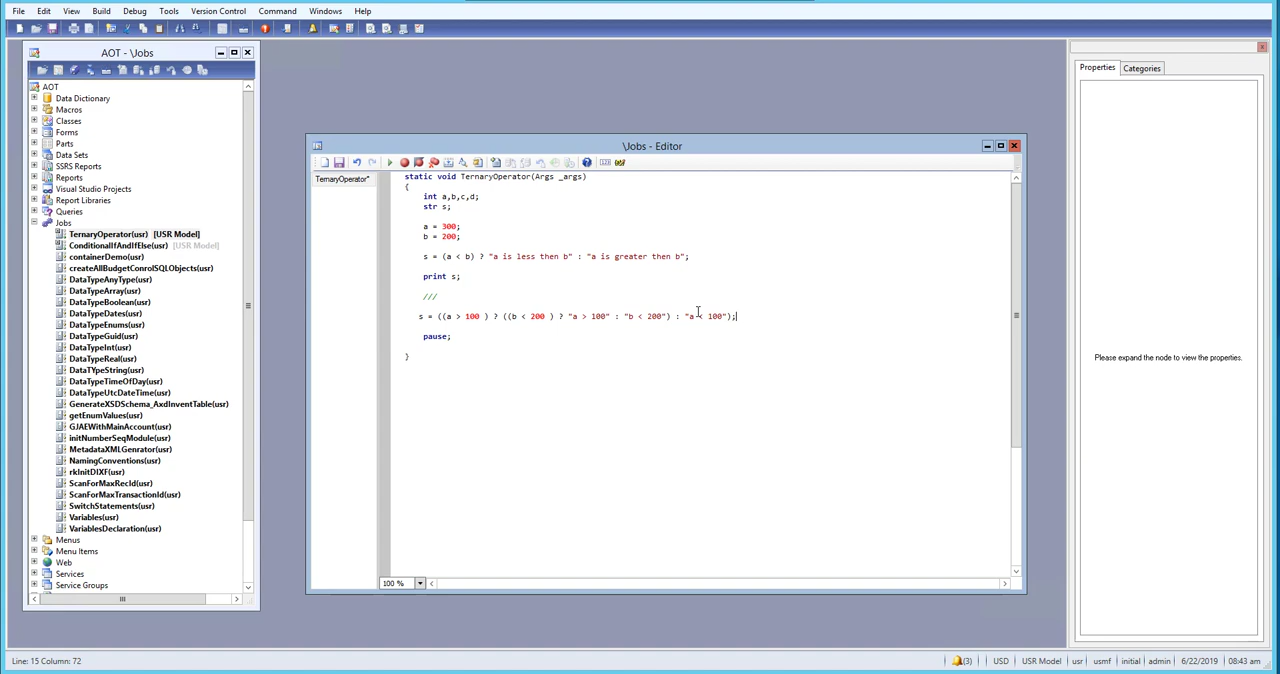 File Edit View Build Debug Tools Version Control Command Windows Help
AOT - \Jobs
AOT
Data Dictionary
Macros
Classes
Forms
Parts
Data Sets
SSRS Reports
Reports
Visual Studio Projects
Report Libraries
Queries
Jobs
TernaryOperator(usr) [USR Model]
ConditionalIfAndIfElse(usr) [USR Model]
containerDemo(usr)
createAllBudgetConrolSQLObjects(usr)
DataTypeAnyType(usr)
DataTypeArray(usr)
DataTypeBoolean(usr)
DataTypeDates(usr)
DataTypeEnums(usr)
DataTypeGuid(usr)
DataTypeInt(usr)
DataTypeReal(usr)
DataTYpeString(usr)
DataTypeTimeOfDay(usr)
DataTypeUtcDateTime(usr)
GenerateXSDSchema_AxdInventTable(usr)
getEnumValues(usr)
GJAEWithMainAccount(usr)
initNumberSeqModule(usr)
MetadataXMLGenrator(usr)
NamingConventions(usr)
rkInitDIXF(usr)
ScanForMaxRecId(usr)
ScanForMaxTransactionId(usr)
SwitchStatements(usr)
Variables(usr)
VariablesDeclaration(usr)
Menus
Menu Items
Web
Services
Service Groups
\Jobs - Editor
TernaryOperator*
static void TernaryOperator(Args _args)
{
int a,b,c,d;
str s;
a = 300;
b = 200;
s = (a < b) ? "a is less then b" : "a is greater then b";
print s;
///
s = ((a > 100 ) ? ((b < 200 ) ? "a > 100" : "b < 200") : "a < 100");
pause;
}
100 %
Properties Categories
Please expand the node to view the properties.
Line: 15 Column: 72
(3) USD USR Model usr usmf initial admin 6/22/2019 08:43 am